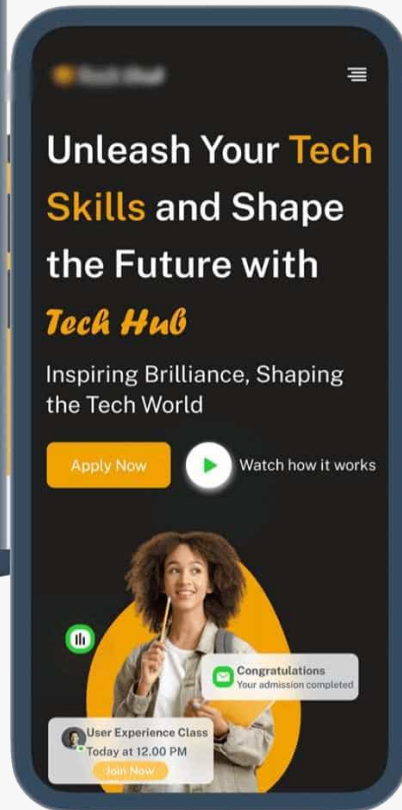 Unleash Your Tech
Skills and Shape
the Future with
Tech Hub
Inspiring Brilliance, Shaping
the Tech World
Apply Now
Watch how it works
Congratulations
Your admission completed
User Experience Class
Today at 12.00 PM
Join Now